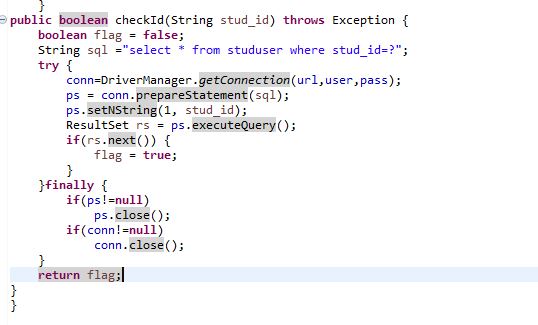 }
public boolean checkId(String stud_id) throws Exception {
boolean flag = false;
String sql ="select * from studuser where stud_id=?";
try {
conn=DriverManager.getConnection(url,user,pass);
ps = conn.prepareStatement(sql);
ps.setNString(1, stud_id);
ResultSet rs = ps.executeQuery();
if(rs.next()) {
flag = true;
}
}finally {
if(ps!=null)
ps.close();
if(conn!=null)
conn.close();
}
return flag;
}
}